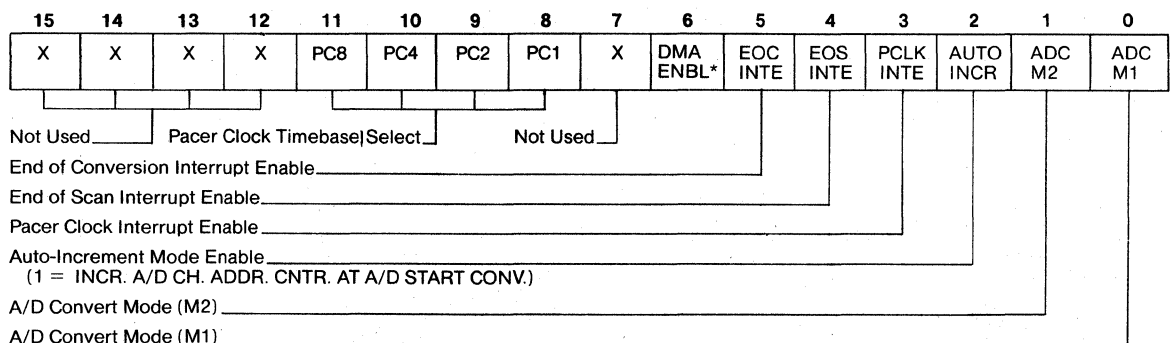 15 14 13 12 11 10 9 8 7 6 5 4 3 2 1 0
X X X X PC8 PC4 PC2 PC1 X DMA ENBL* EOC INTE EOS INTE PCLK INTE AUTO INCR ADC M2 ADC M1
Not Used Pacer Clock Timebase|Select Not Used
End of Conversion Interrupt Enable
End of Scan Interrupt Enable
Pacer Clock Interrupt Enable
Auto-Increment Mode Enable
(1 = INCR. A/D CH. ADDR. CNTR. AT A/D START CONV.)
A/D Convert Mode (M2)
A/D Convert Mode (M1)